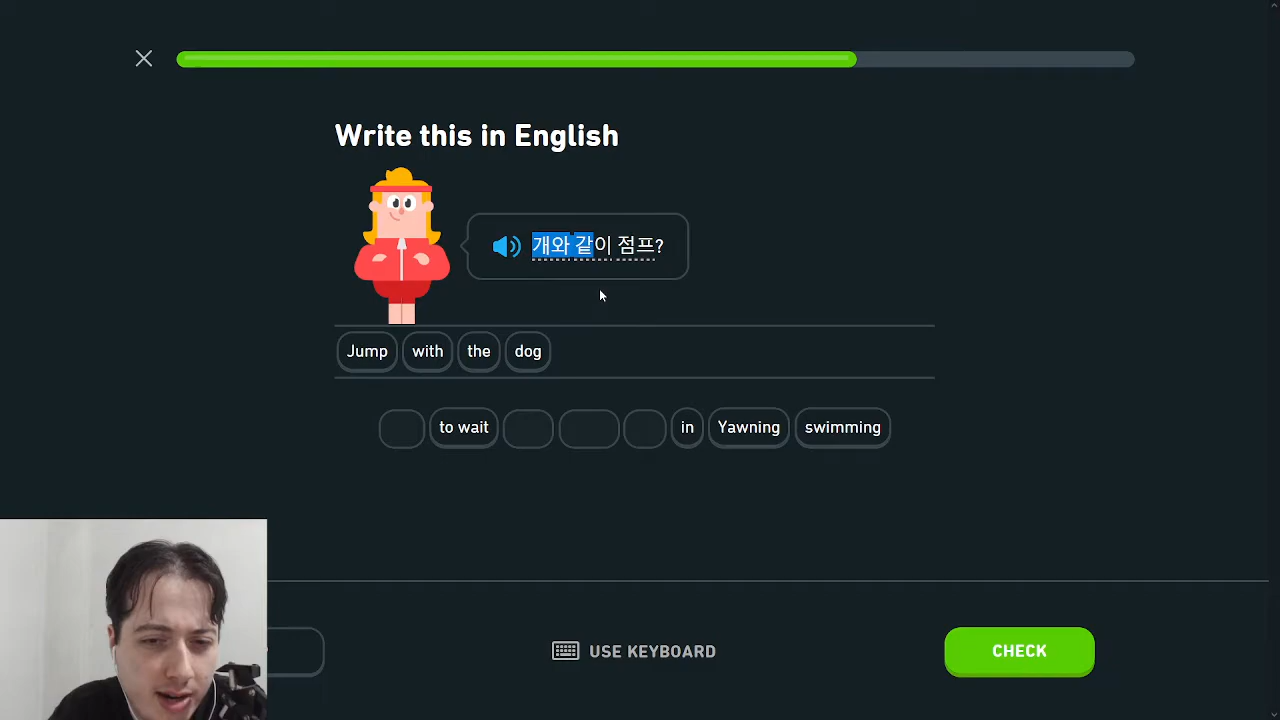 Write this in English
개와 같이 점프?
Jump with the dog
to wait in Yawning swimming
USE KEYBOARD
CHECK